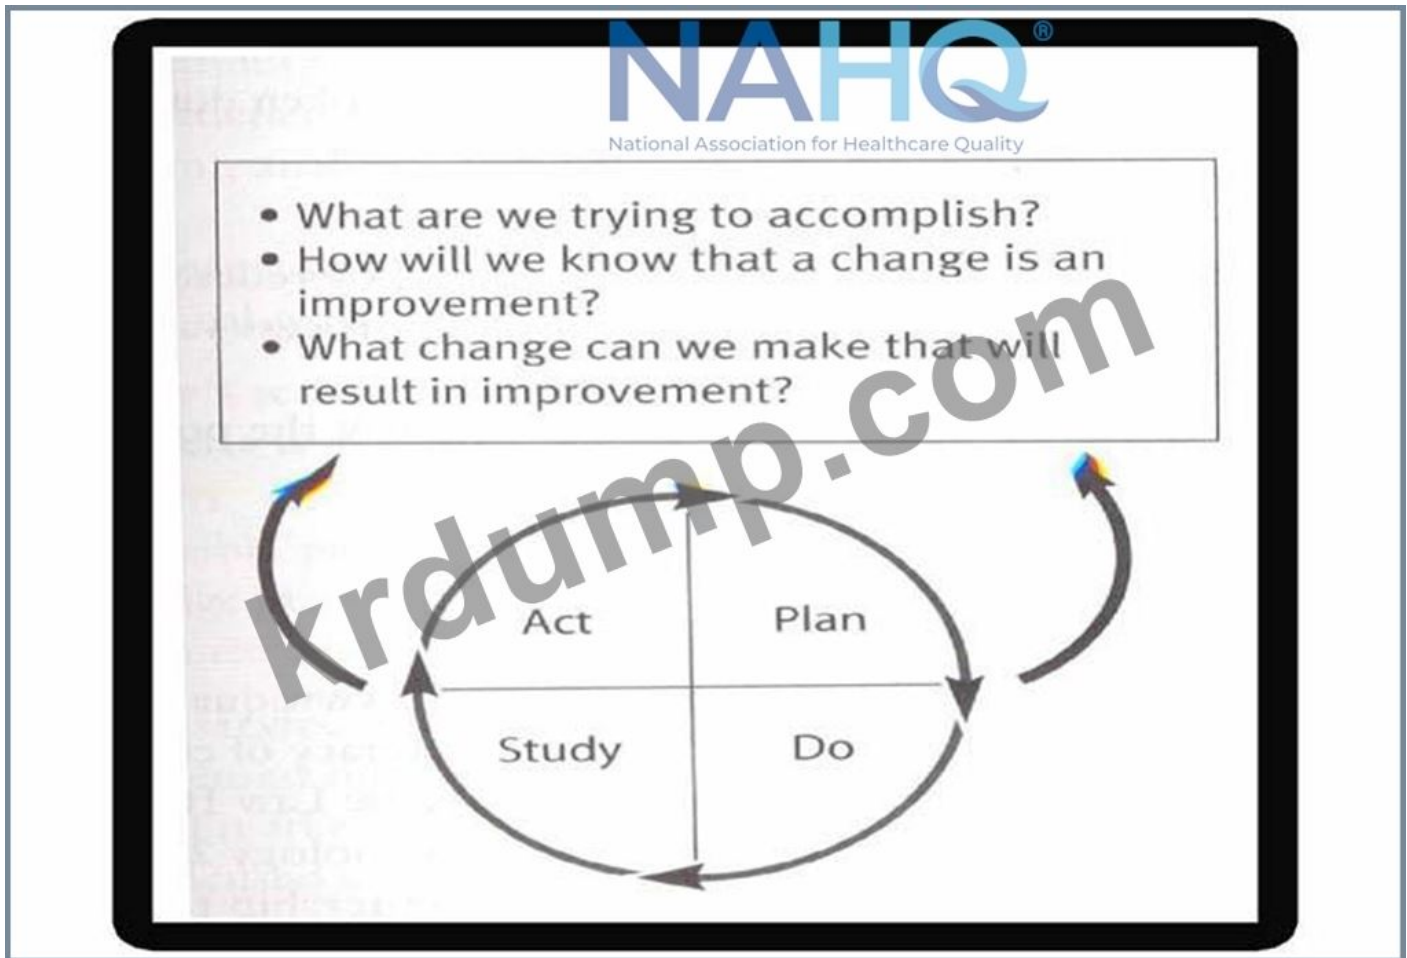 NAHQ®
National Association for Healthcare Quality
• What are we trying to accomplish?
• How will we know that a change is an
improvement?
• What change can we make that will
result in improvement?
krdump.com
Act
Plan
Study
Do